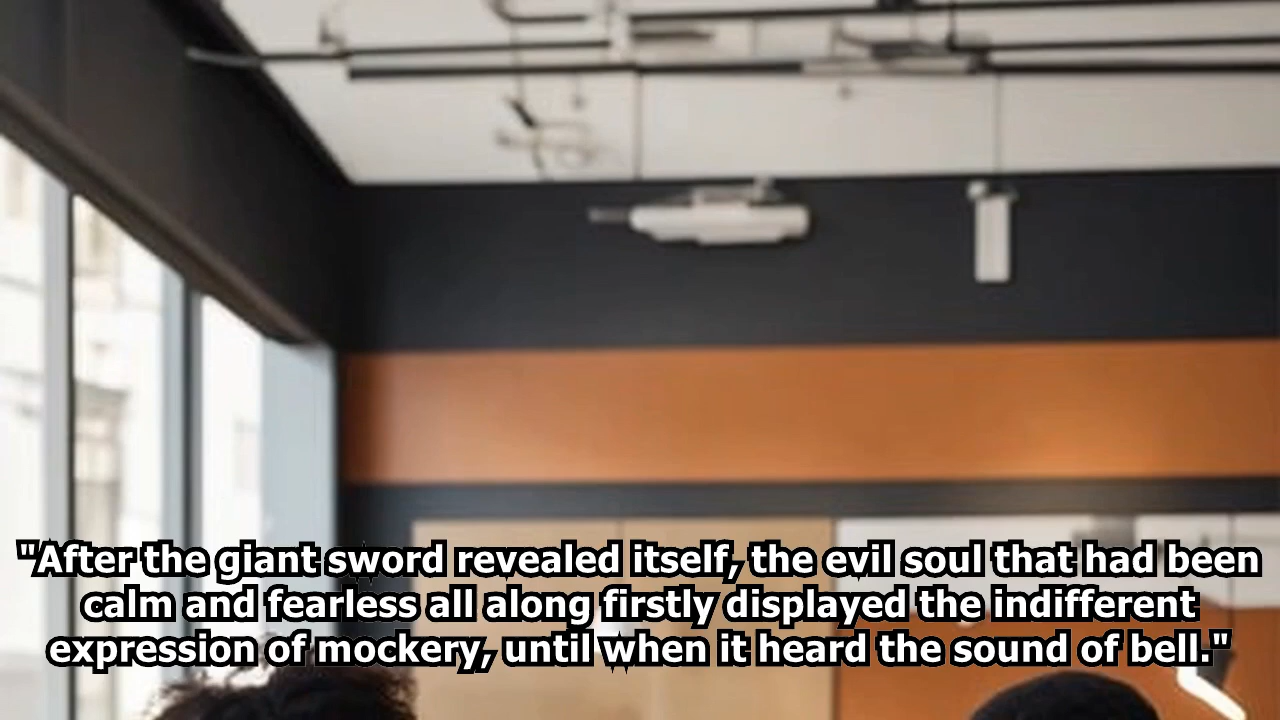 "After the giant sword revealed itself, the evil soul that had been
calm and fearless all along firstly displayed the indifferent
expression of mockery, until when it heard the sound of bell."